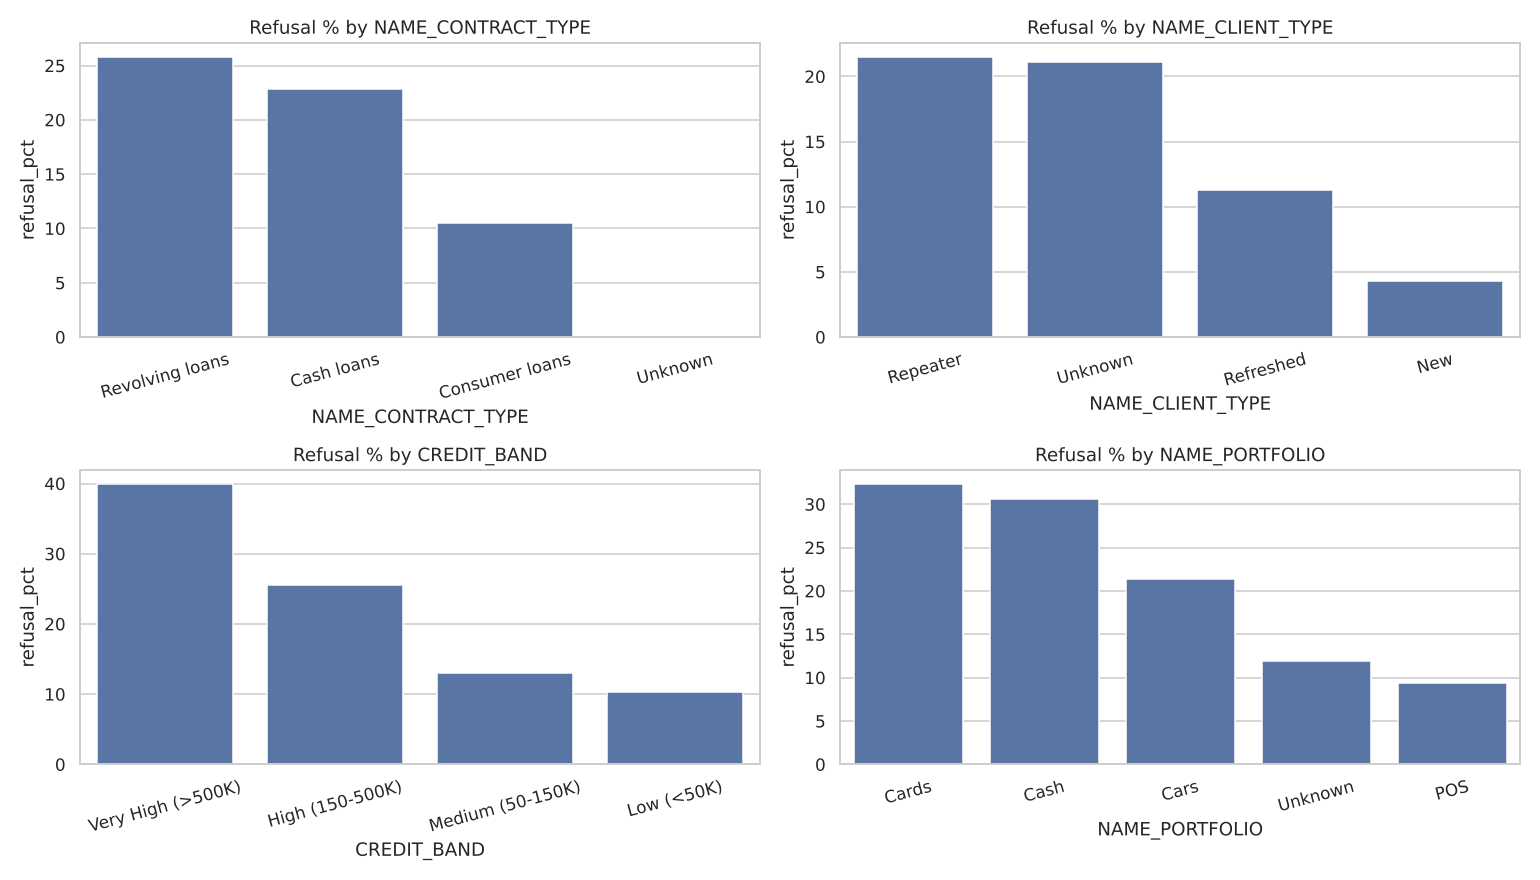 Refusal % by NAME_CONTRACT_TYPE
refusal_pct
25
20
15
10
5
0
Revolving loans
Cash loans
Consumer loans
Unknown
NAME_CONTRACT_TYPE
Refusal % by NAME_CLIENT_TYPE
refusal_pct
20
15
10
5
0
Repeater
Unknown
Refreshed
New
NAME_CLIENT_TYPE
Refusal % by CREDIT_BAND
refusal_pct
40
30
20
10
0
Very High (>500K)
High (150-500K)
Medium (50-150K)
Low (<50K)
CREDIT_BAND
Refusal % by NAME_PORTFOLIO
refusal_pct
30
25
20
15
10
5
0
Cards
Cash
Cars
Unknown
POS
NAME_PORTFOLIO